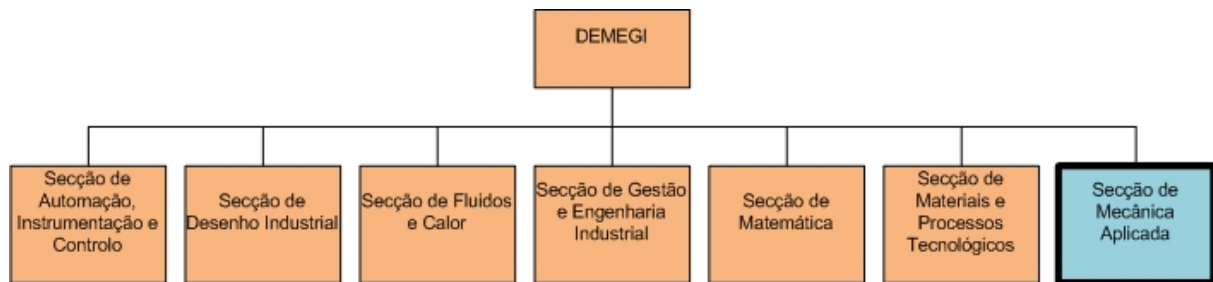 DEMEGI
Secção de
Automação,
Instrumentação e
Controlo
Secção de
Desenho Industrial
Secção de Fluidos
e Calor
Secção de Gestão
e Engenharia
Industrial
Secção de
Matemática
Secção de
Materiais e
Processos
Tecnológicos
Secção de
Mecânica
Aplicada